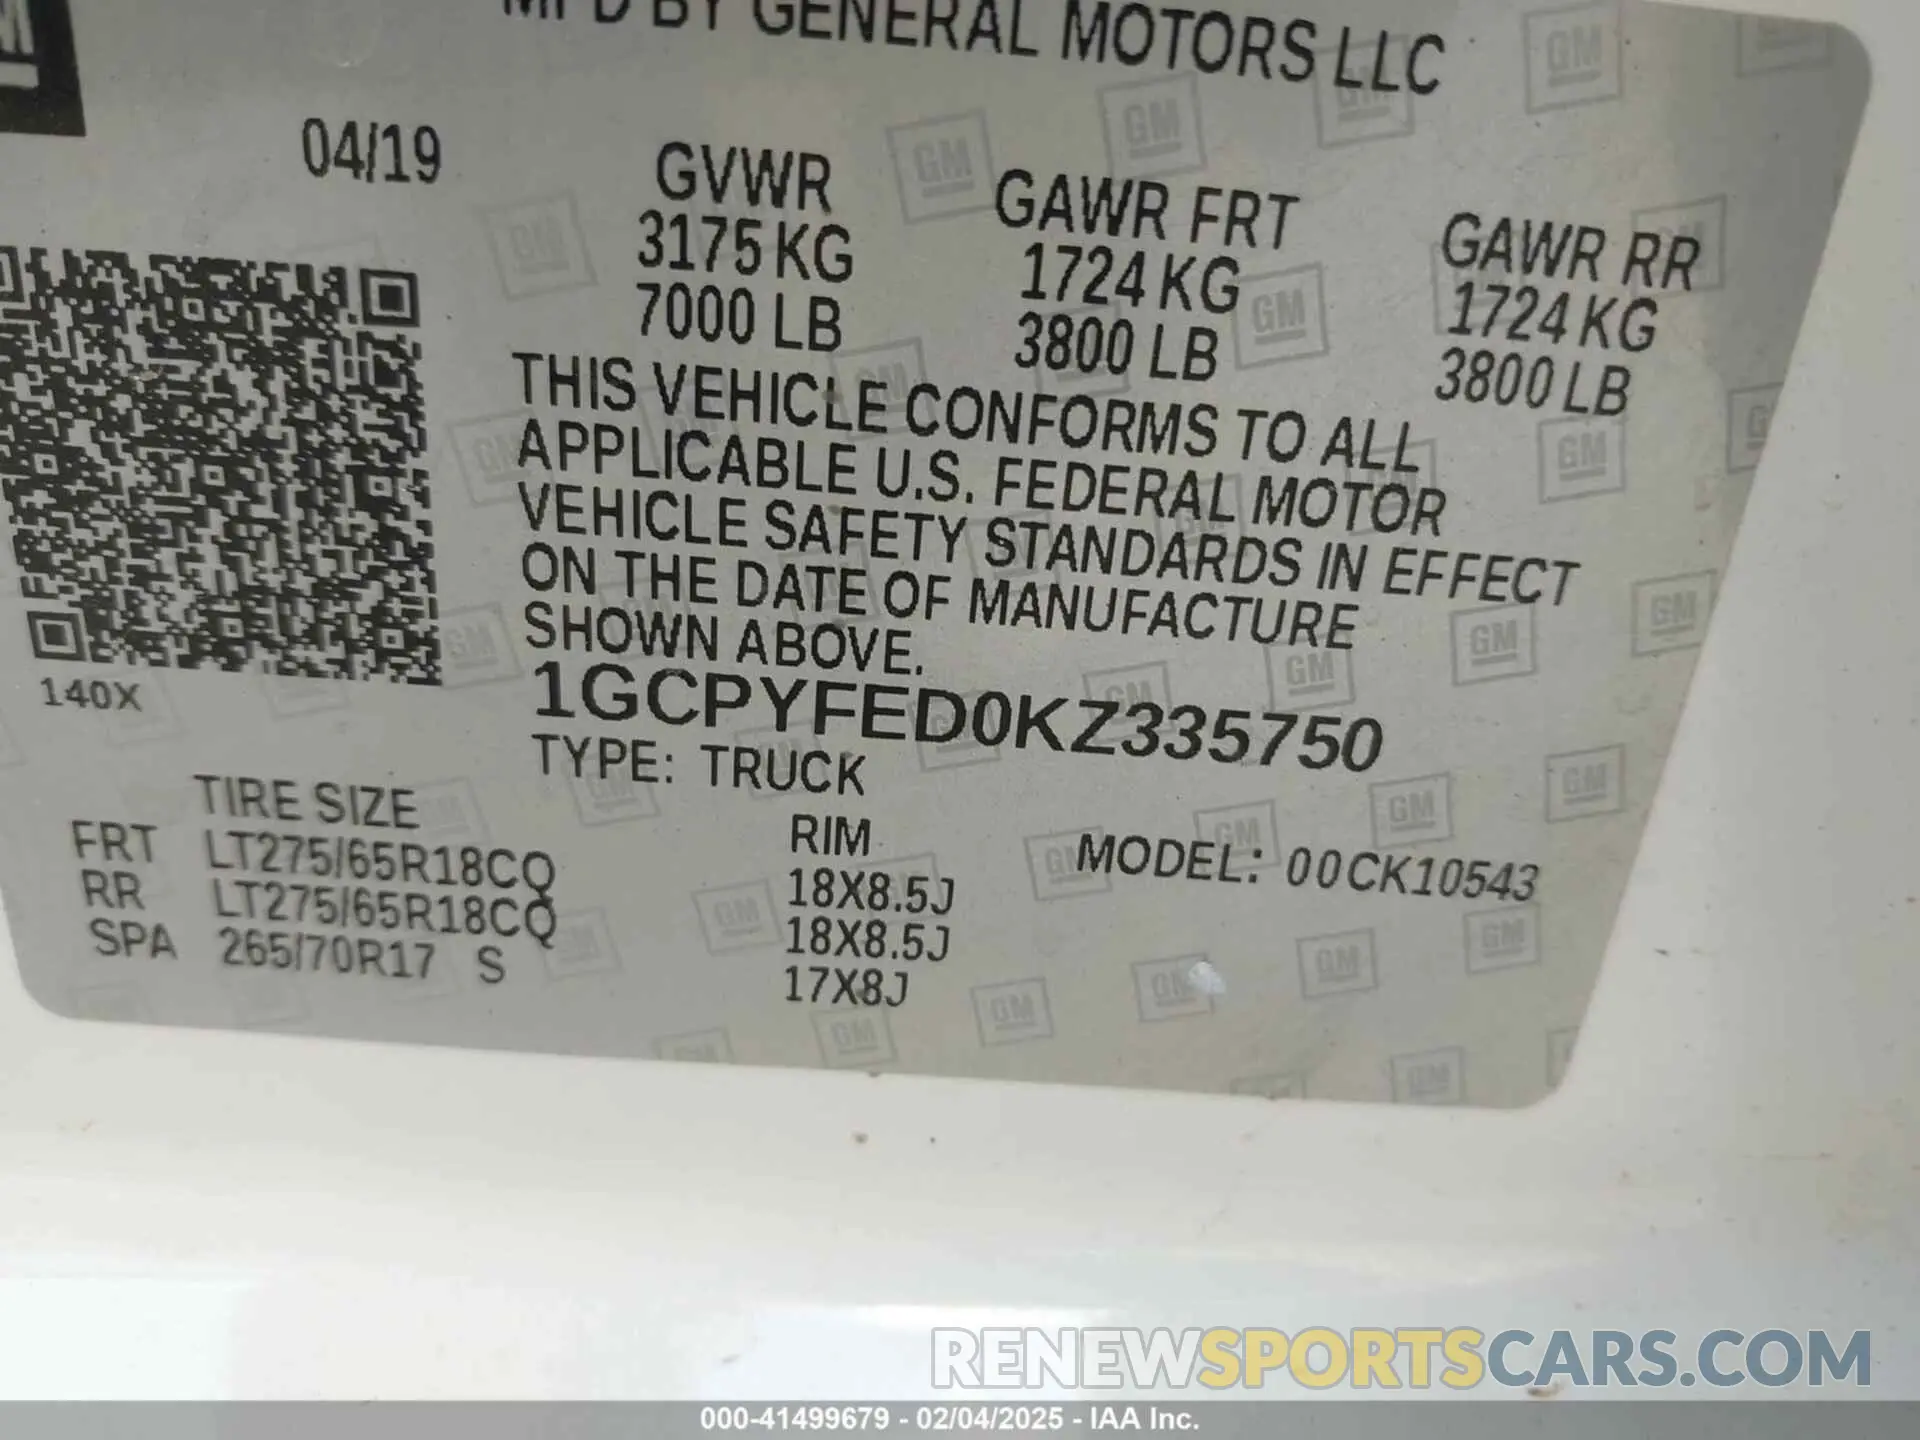 MFD BY GENERAL MOTORS LLC
04/19
GVWR
3175 KG
7000 LB
GAWR FRT
1724 KG
3800 LB
GAWR RR
1724 KG
3800 LB
THIS VEHICLE CONFORMS TO ALL
APPLICABLE U.S. FEDERAL MOTOR
VEHICLE SAFETY STANDARDS IN EFFECT
ON THE DATE OF MANUFACTURE
SHOWN ABOVE.
140X
1GCPYFED0KZ335750
TYPE: TRUCK
TIRE SIZE
RIM
MODEL: 00CK10543
FRT LT275/65R18CQ 18X8.5J
RR LT275/65R18CQ 18X8.5J
SPA 265/70R17 S 17X8J
RENEWSPORTSCARS.COM
000-41499679 - 02/04/2025 - IAA Inc.